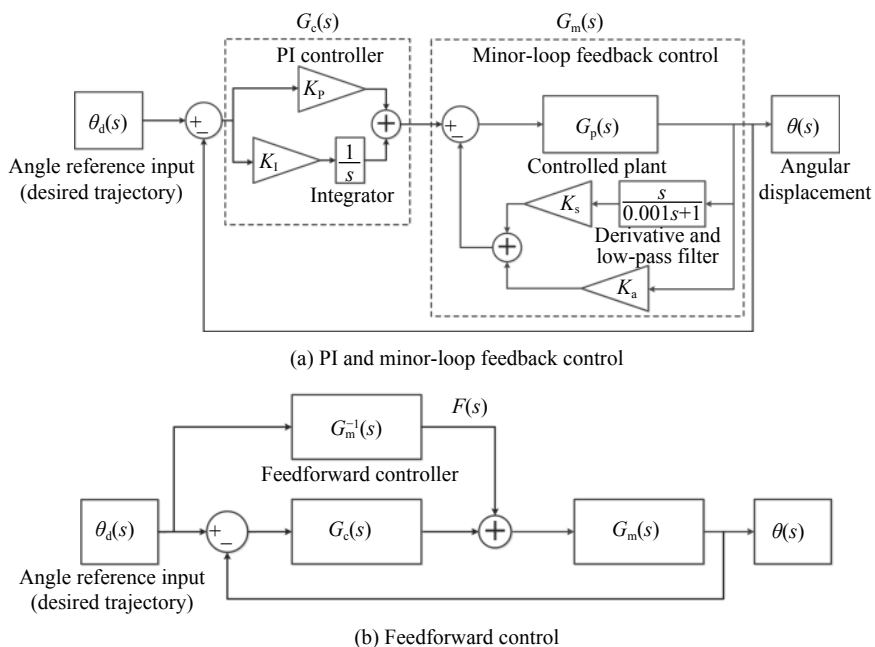 G_c(s)
G_m(s)
PI controller
Minor-loop feedback control
K_P
θ_d(s)
+
−
+
+
−
G_p(s)
θ(s)
Angle reference input
(desired trajectory)
K_I
1/s
Integrator
Controlled plant
Angular
displacement
K_s
s/(0.001s+1)
Derivative and
low-pass filter
+
K_a
(a) PI and minor-loop feedback control
F(s)
G_m^{-1}(s)
Feedforward controller
θ_d(s)
+
−
G_c(s)
+
G_m(s)
θ(s)
Angle reference input
(desired trajectory)
(b) Feedforward control